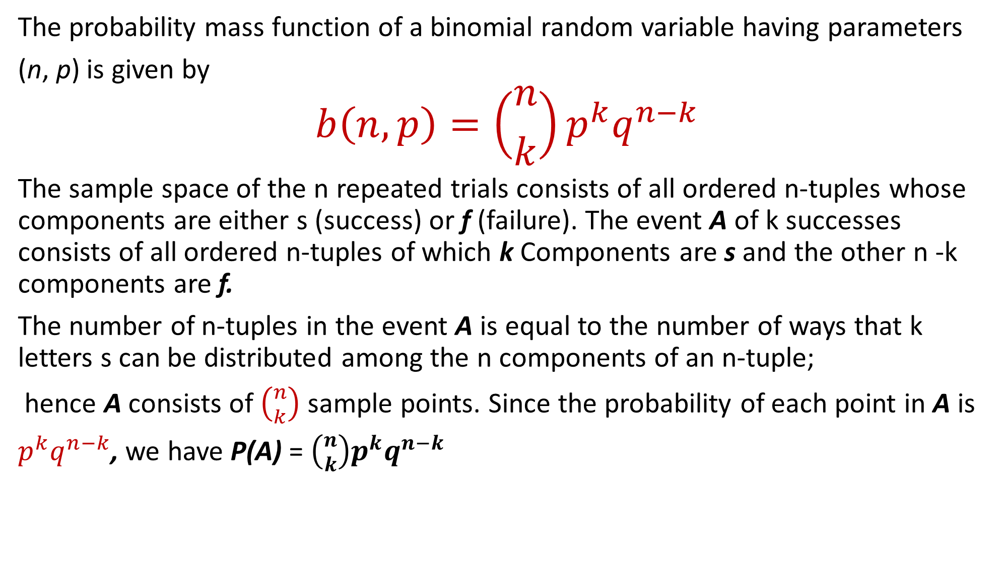 The probability mass function of a binomial random variable having parameters
(n, p) is given by
b(n, p) = \binom{n}{k} p^k q^{n-k}
The sample space of the n repeated trials consists of all ordered n-tuples whose
components are either s (success) or f (failure). The event A of k successes
consists of all ordered n-tuples of which k Components are s and the other n -k
components are f.
The number of n-tuples in the event A is equal to the number of ways that k
letters s can be distributed among the n components of an n-tuple;
hence A consists of \binom{n}{k} sample points. Since the probability of each point in A is
p^k q^{n-k}, we have P(A) = \binom{n}{k} p^k q^{n-k}